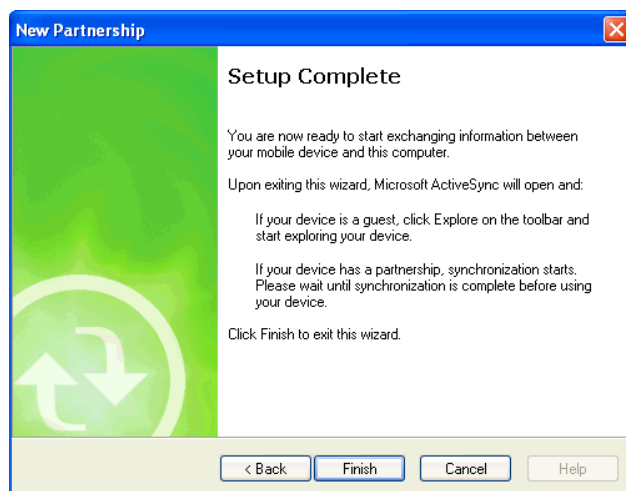 New Partnership
Setup Complete
You are now ready to start exchanging information between
your mobile device and this computer.
Upon exiting this wizard, Microsoft ActiveSync will open and:
If your device is a guest, click Explore on the toolbar and
start exploring your device.
If your device has a partnership, synchronization starts.
Please wait until synchronization is complete before using
your device.
Click Finish to exit this wizard.
< Back Finish Cancel Help